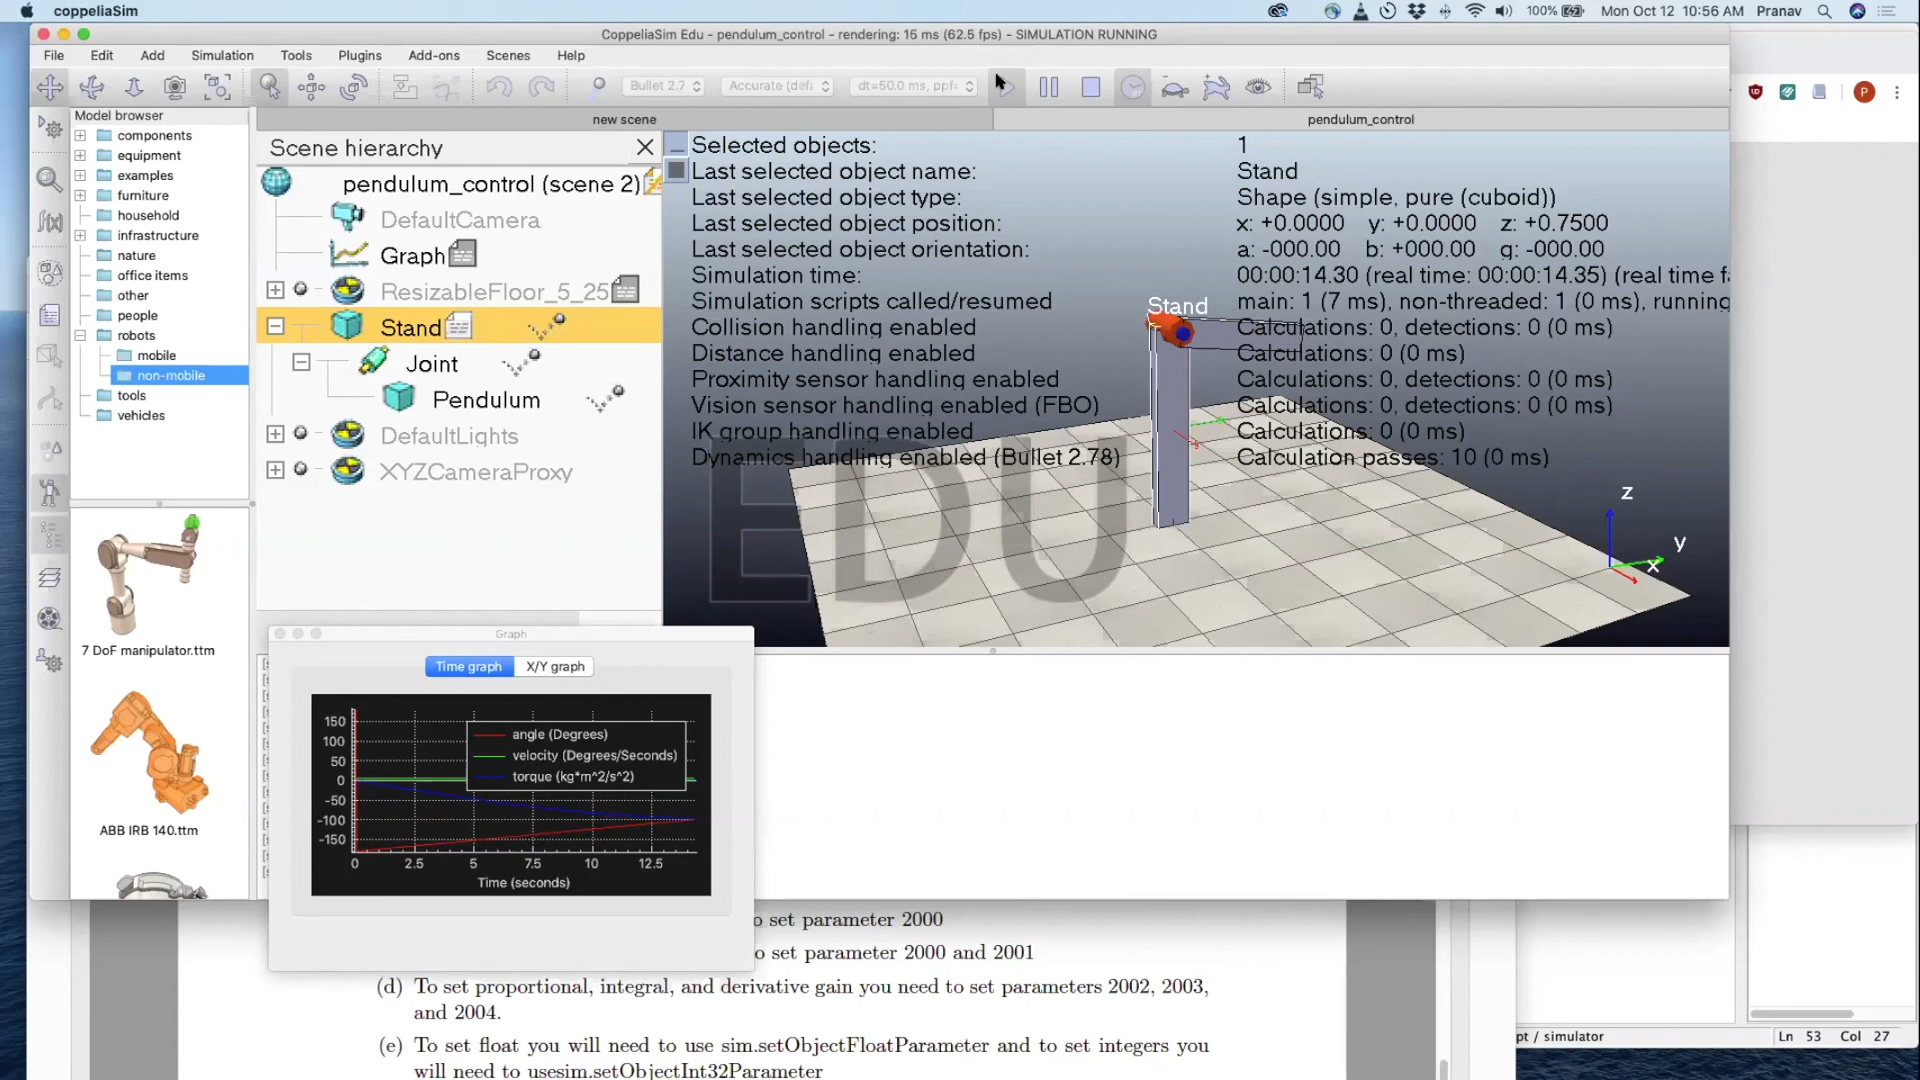 coppeliaSim
100%
Mon Oct 12 10:56 AM Pranav
CoppeliaSim Edu - pendulum_control - rendering: 15 ms (62.5 fps) - SIMULATION RUNNING
File Edit Add Simulation Tools Plugins Add-ons Scenes Help
Bullet 2.7 Accurate (defa dt=50.0 ms, ppf=
new scene
pendulum_control
Model browser
components
equipment
examples
furniture
household
infrastructure
nature
office items
other
people
robots
mobile
non-mobile
tools
vehicles
7 DoF manipulator.ttm
ABB IRB 140.ttm
Scene hierarchy
pendulum_control (scene 2)
DefaultCamera
Graph
ResizableFloor_5_25
Stand
Joint
Pendulum
DefaultLights
XYZCameraProxy
Selected objects: 1
Last selected object name: Stand
Last selected object type: Shape (simple, pure (cuboid))
Last selected object position: x: +0.0000 y: +0.0000 z: +0.7500
Last selected object orientation: a: -000.00 b: +000.00 g: -000.00
Simulation time: 00:00:14.30 (real time: 00:00:14.35) (real time fa
Simulation scripts called/resumed main: 1 (7 ms), non-threaded: 1 (0 ms), running
Collision handling enabled Calculations: 0, detections: 0 (0 ms)
Distance handling enabled Calculations: 0 (0 ms)
Proximity sensor handling enabled Calculations: 0, detections: 0 (0 ms)
Vision sensor handling enabled (FBO) Calculations: 0, detections: 0 (0 ms)
IK group handling enabled Calculations: 0 (0 ms)
Dynamics handling enabled (Bullet 2.78) Calculation passes: 10 (0 ms)
Stand
EDU
z
y
x
Graph
Time graph X/Y graph
150
100
50
0
-50
-100
-150
angle (Degrees)
velocity (Degrees/Seconds)
torque (kg*m^2/s^2)
0 2.5 5 7.5 10 12.5
Time (seconds)
o set parameter 2000
o set parameter 2000 and 2001
(d) To set proportional, integral, and derivative gain you need to set parameters 2002, 2003,
and 2004.
(e) To set float you will need to use sim.setObjectFloatParameter and to set integers you
will need to usesim.setObjectInt32Parameter
P
pt / simulator
Ln 53 Col 27